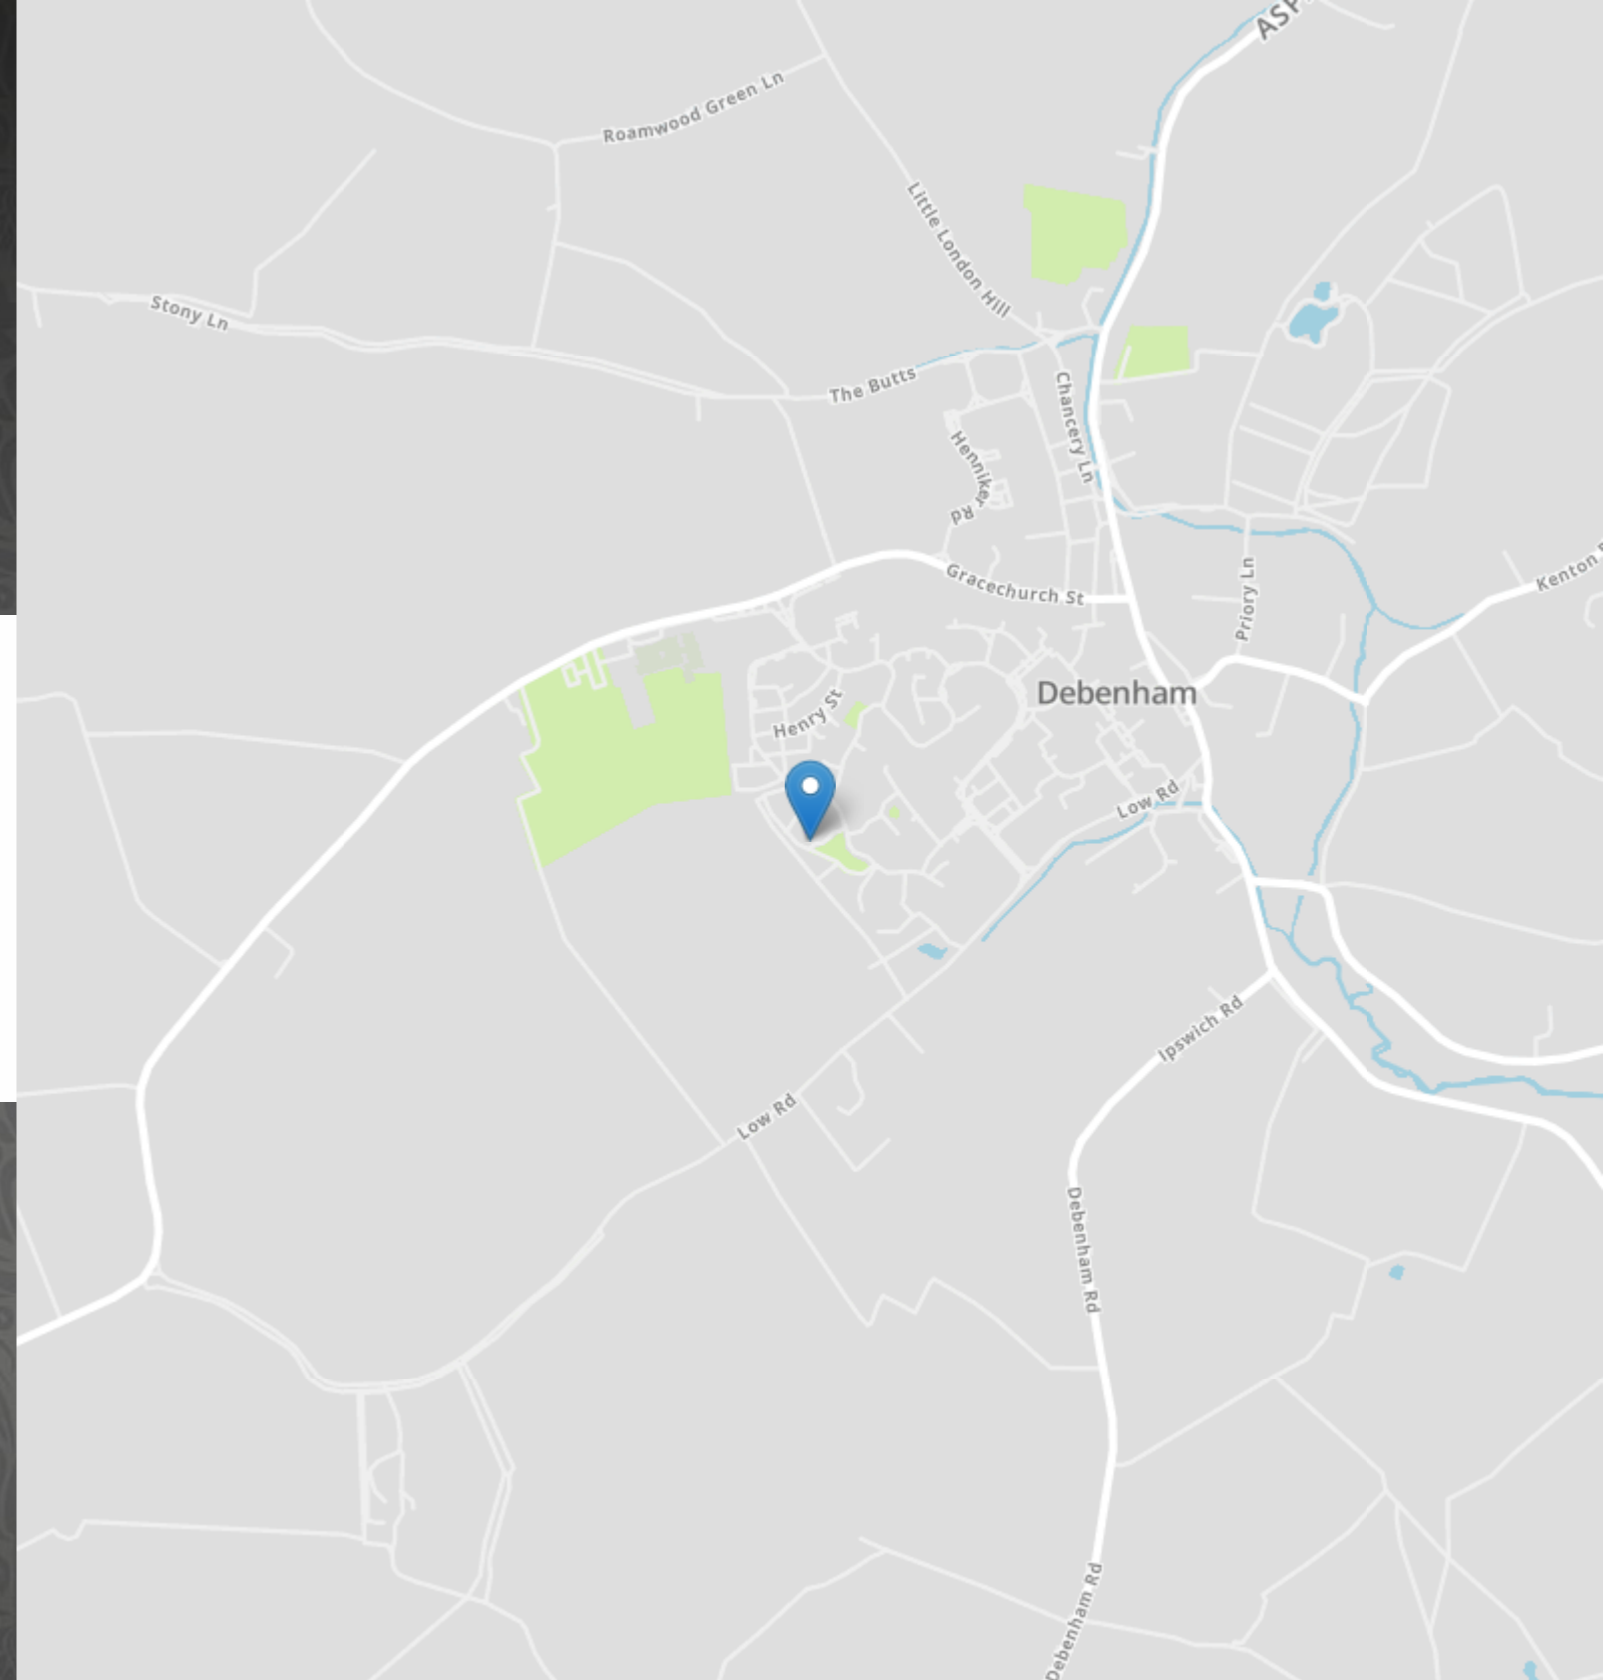 ASP
Roamwood Green Ln
Little London Hill
Stony Ln
The Butts
Chancery Ln
Henniker Rd
Gracechurch St
Priory Ln
Kenton
Debenham
Henry St
Low Rd
Ipswich Rd
Low Rd
Debenham Rd
Debenham Rd